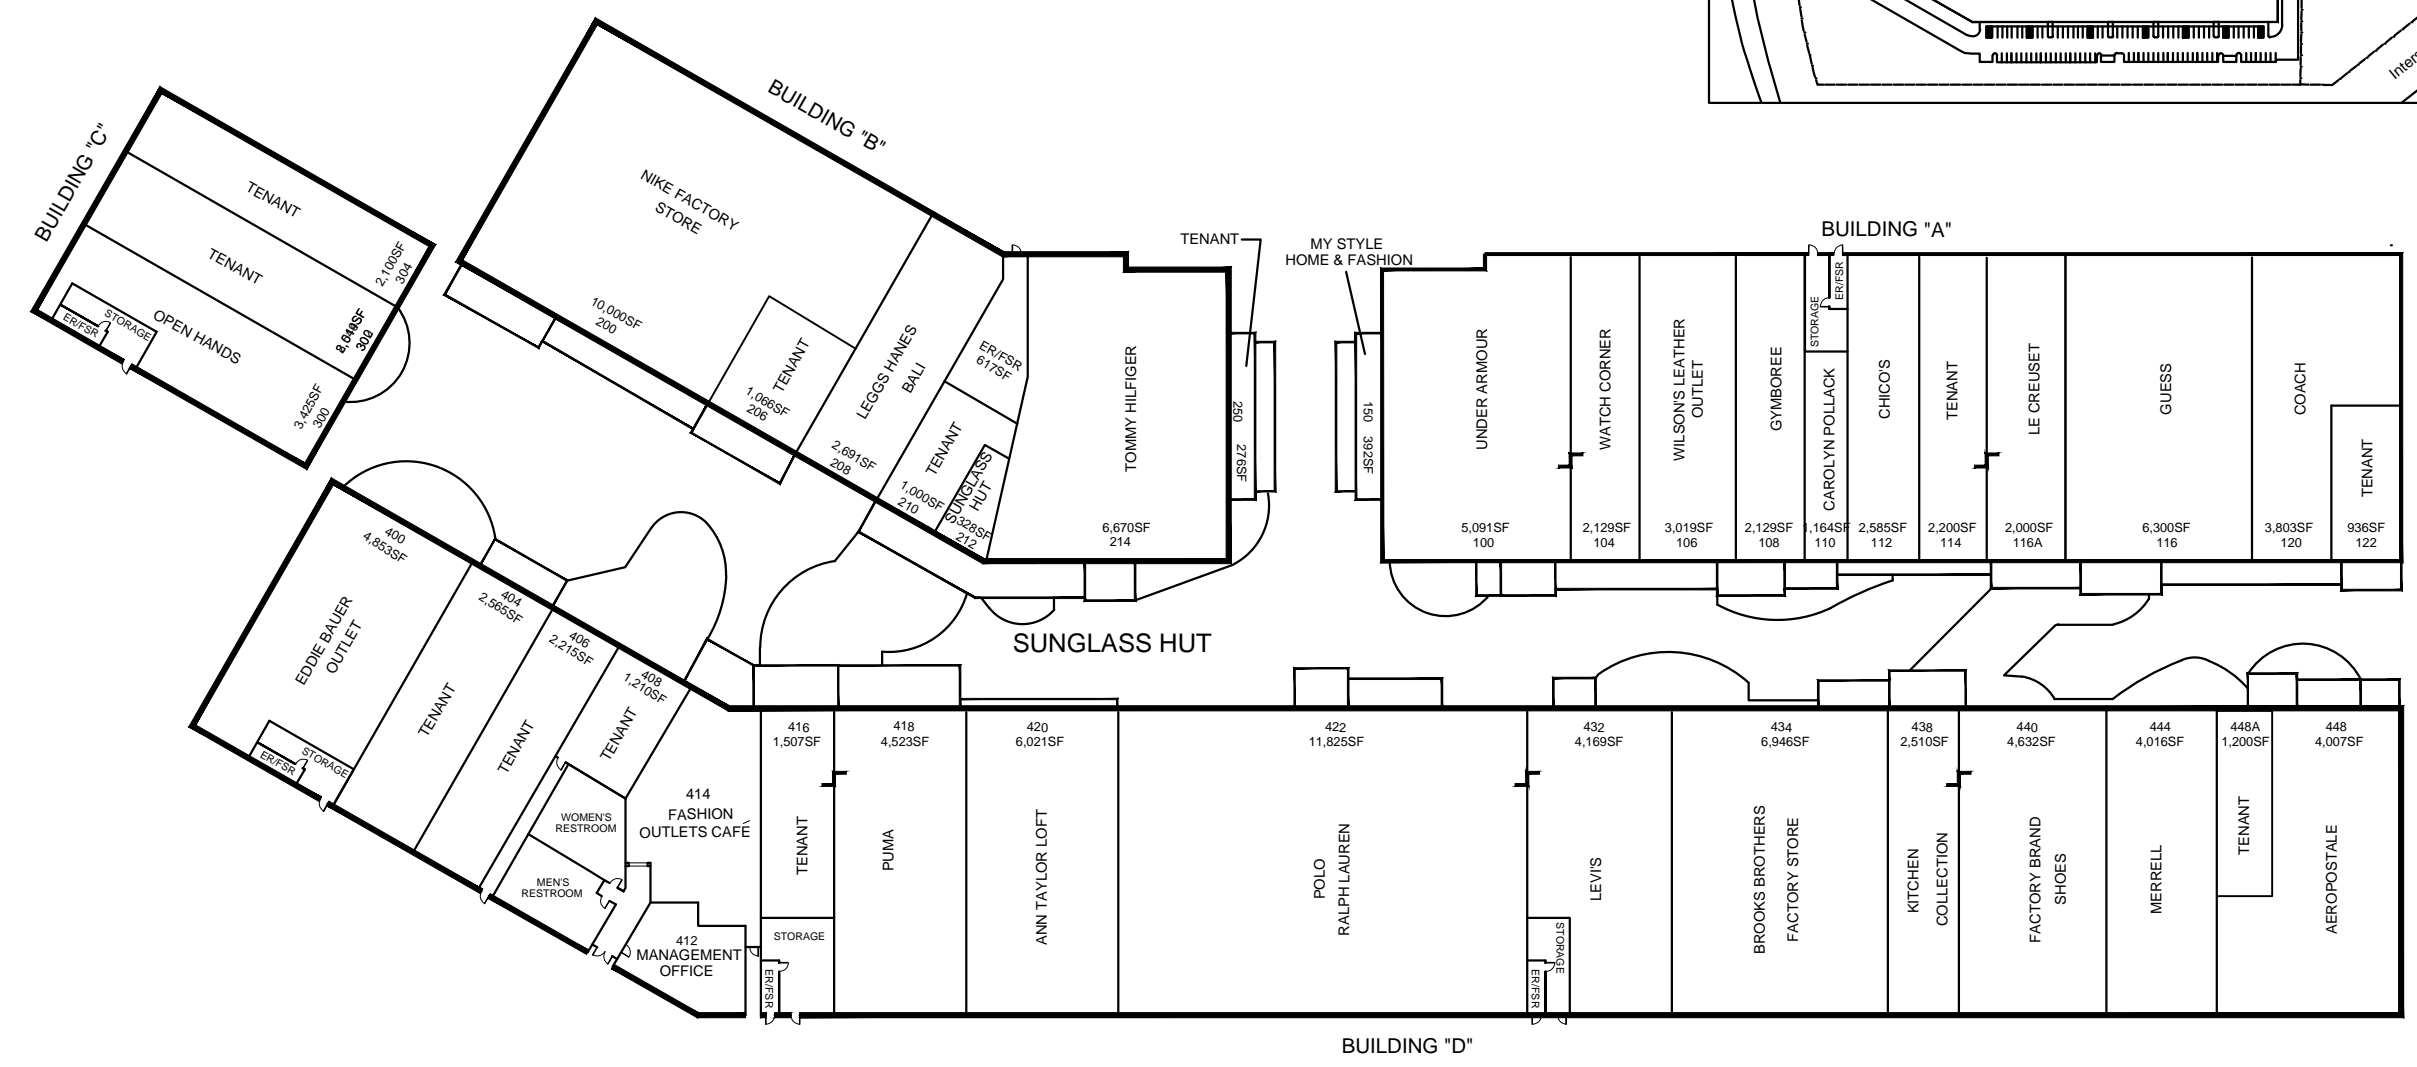 Inters
BUILDING "C"
TENANT
2,100SF
304
TENANT
302
OPEN HANDS
STORAGE
ER/FSR
3,425SF
300
BUILDING "B"
NIKE FACTORY
STORE
10,000SF
200
TENANT
1,066SF
206
LEGGS HANES
BALI
2,691SF
208
ER/FSR
617SF
TENANT
1,000SF
210
SUNGLASS
HUT
328SF
212
TOMMY HILFIGER
6,670SF
214
TENANT
250 276SF
MY STYLE
HOME & FASHION
150 392SF
BUILDING "A"
UNDER ARMOUR
5,091SF
100
WATCH CORNER
2,129SF
104
WILSON'S LEATHER
OUTLET
3,019SF
106
GYMBOREE
2,129SF
108
STORAGE
ER/FSR
CAROLYN POLLACK
1,164SF
110
CHICO'S
2,585SF
112
TENANT
2,200SF
114
LE CREUSET
2,000SF
116A
GUESS
6,300SF
116
COACH
3,803SF
120
TENANT
936SF
122
SUNGLASS HUT
400
4,853SF
EDDIE BAUER
OUTLET
STORAGE
ER/FSR
404
2,565SF
TENANT
406
2,215SF
TENANT
408
1,210SF
TENANT
WOMEN'S
RESTROOM
MEN'S
RESTROOM
414
FASHION
OUTLETS CAFÉ
412
MANAGEMENT
OFFICE
416
1,507SF
TENANT
STORAGE
ER/FSR
418
4,523SF
PUMA
420
6,021SF
ANN TAYLOR LOFT
422
11,825SF
POLO
RALPH LAUREN
432
4,169SF
LEVI'S
STORAGE
ER/FSR
434
6,946SF
BROOKS BROTHERS
FACTORY STORE
438
2,510SF
KITCHEN
COLLECTION
440
4,632SF
FACTORY BRAND
SHOES
444
4,016SF
MERRELL
448A
1,200SF
TENANT
448
4,007SF
AEROPOSTALE
BUILDING "D"